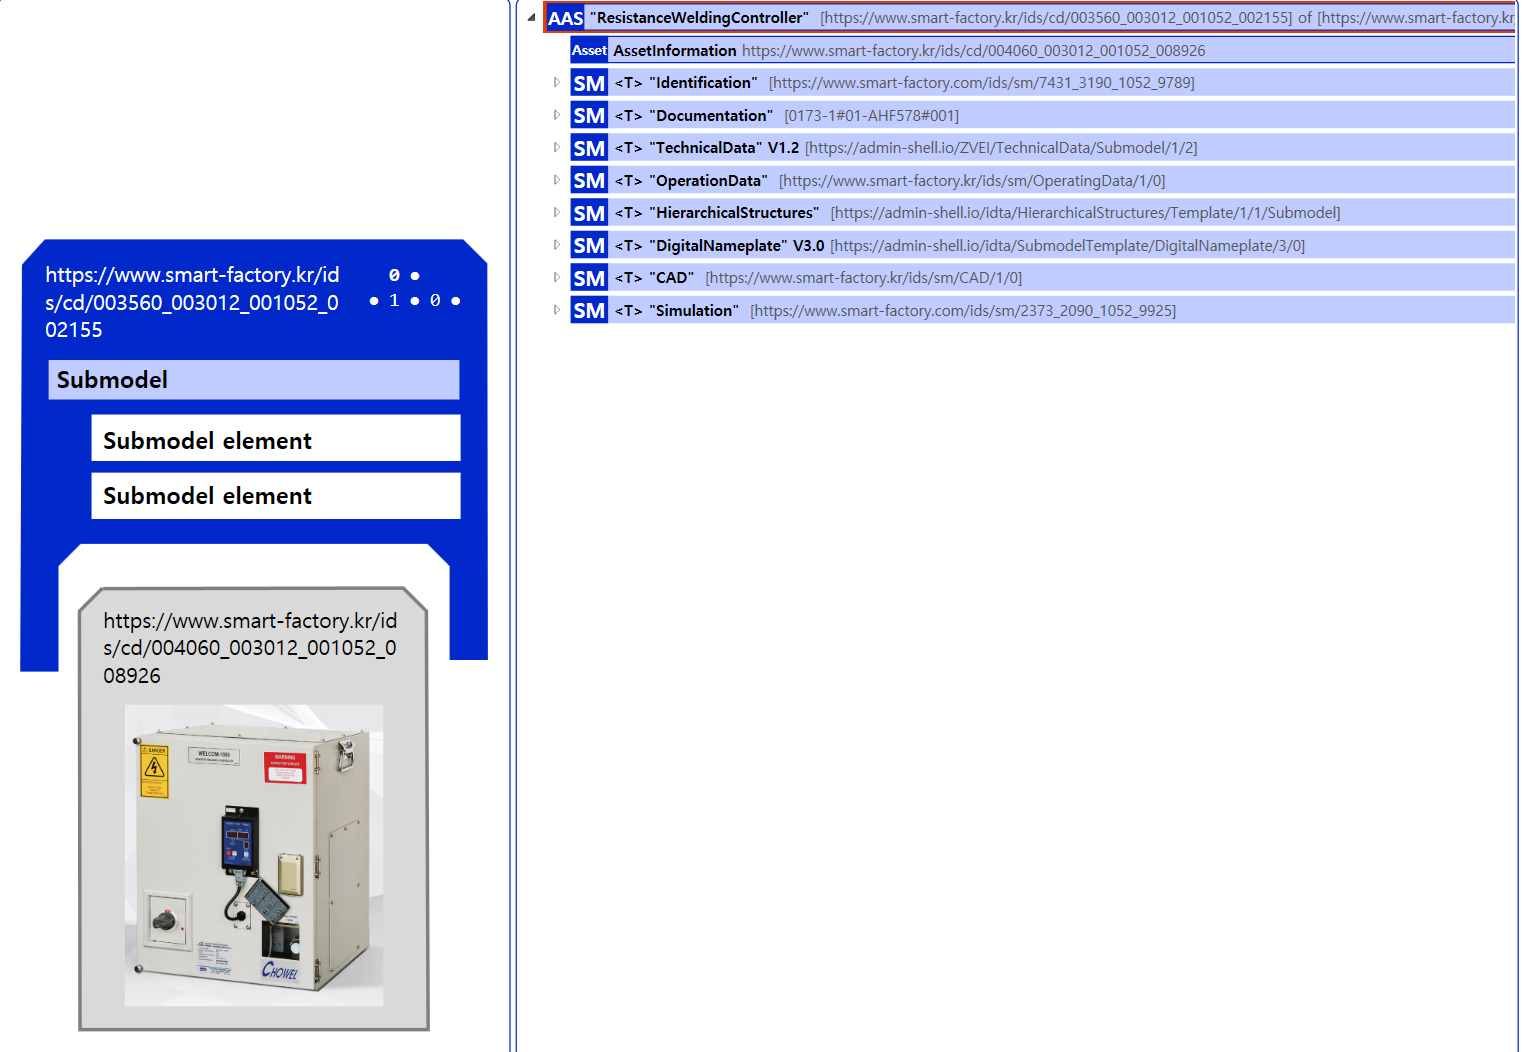 https://www.smart-factory.kr/id
s/cd/003560_003012_001052_0
02155
0
1 0
Submodel
Submodel element
Submodel element
https://www.smart-factory.kr/id
s/cd/004060_003012_001052_0
08926
DANGER
WELCOM-1086
WARNING
CHOWEL
AAS "ResistanceWeldingController" [https://www.smart-factory.kr/ids/cd/003560_003012_001052_002155] of [https://www.smart-factory.kr
Asset AssetInformation https://www.smart-factory.kr/ids/cd/004060_003012_001052_008926
SM <T> "Identification" [https://www.smart-factory.com/ids/sm/7431_3190_1052_9789]
SM <T> "Documentation" [0173-1#01-AHF578#001]
SM <T> "TechnicalData" V1.2 [https://admin-shell.io/ZVEI/TechnicalData/Submodel/1/2]
SM <T> "OperationData" [https://www.smart-factory.kr/ids/sm/OperatingData/1/0]
SM <T> "HierarchicalStructures" [https://admin-shell.io/idta/HierarchicalStructures/Template/1/1/Submodel]
SM <T> "DigitalNameplate" V3.0 [https://admin-shell.io/idta/SubmodelTemplate/DigitalNameplate/3/0]
SM <T> "CAD" [https://www.smart-factory.kr/ids/sm/CAD/1/0]
SM <T> "Simulation" [https://www.smart-factory.com/ids/sm/2373_2090_1052_9925]